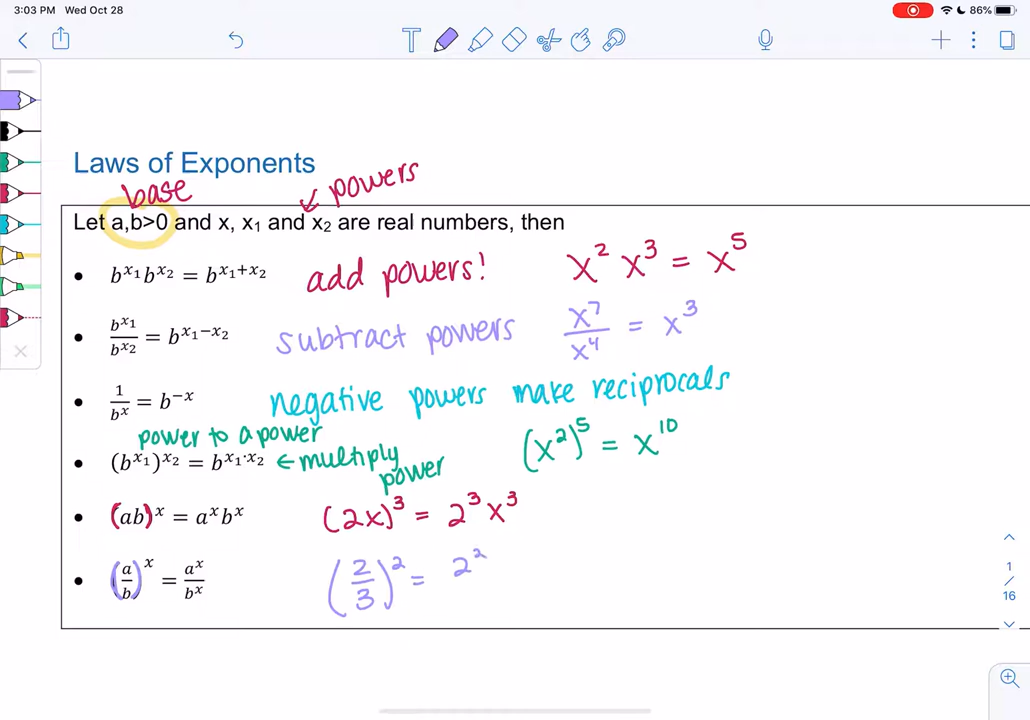 3:03 PM Wed Oct 28 86%
T
Laws of Exponents
base powers
Let a,b>0 and x, x₁ and x₂ are real numbers, then
• b^{x₁}b^{x₂} = b^{x₁+x₂} add powers! x² x³ = x⁵
• b^{x₁}/b^{x₂} = b^{x₁−x₂} subtract powers x⁷/x⁴ = x³
• 1/b^x = b^{−x} negative powers make reciprocals
power to a power
• (b^{x₁})^{x₂} = b^{x₁·x₂} ← multiply power (x²)⁵ = x¹⁰
• (ab)^x = a^x b^x (2x)³ = 2³ x³
• (a/b)^x = a^x/b^x (2/3)² = 2²
1
/
16